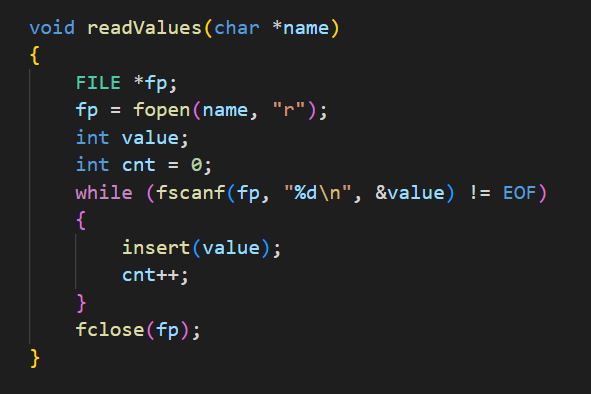 void readValues(char *name)
{
    FILE *fp;
    fp = fopen(name, "r");
    int value;
    int cnt = 0;
    while (fscanf(fp, "%d\n", &value) != EOF)
    {
        insert(value);
        cnt++;
    }
    fclose(fp);
}